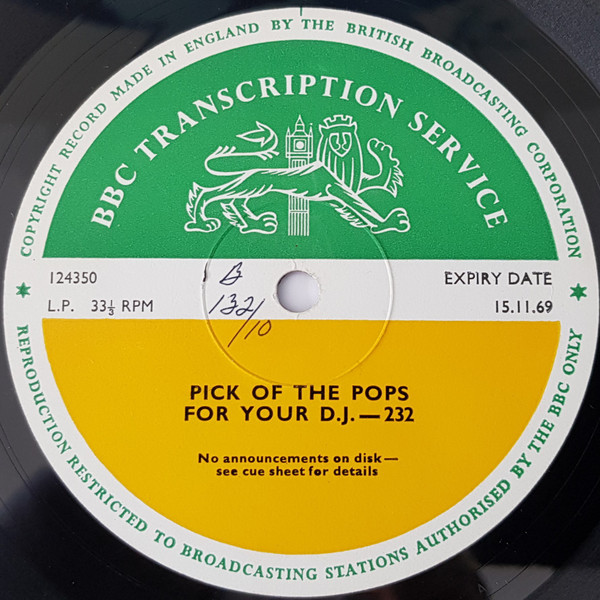 COPYRIGHT RECORD MADE IN ENGLAND BY THE BRITISH BROADCASTING CORPORATION
BBC TRANSCRIPTION SERVICE
124350
L.P. 33⅓ RPM
B
132/10
EXPIRY DATE
15.11.69
PICK OF THE POPS
FOR YOUR D.J. — 232
No announcements on disk —
see cue sheet for details
REPRODUCTION RESTRICTED TO BROADCASTING STATIONS AUTHORISED BY THE BBC ONLY